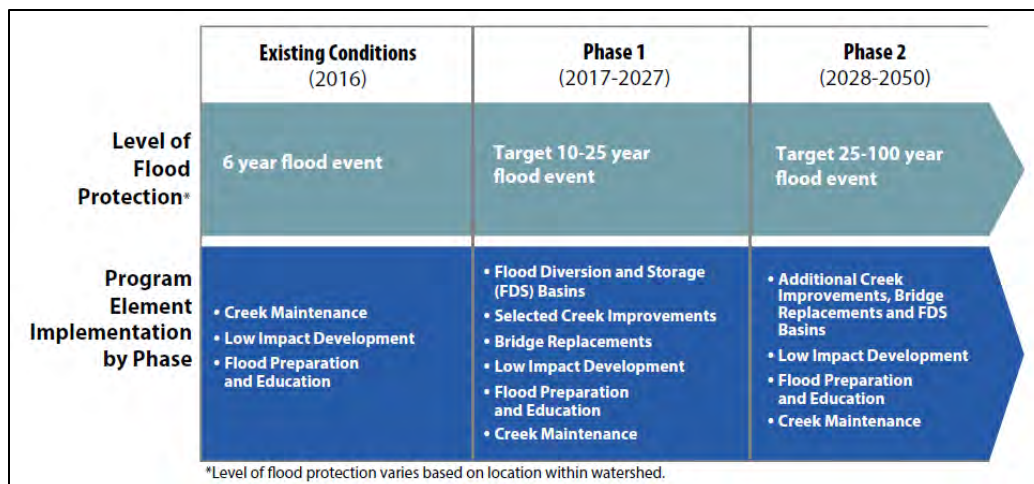 Existing Conditions
(2016)
Phase 1
(2017-2027)
Phase 2
(2028-2050)
Level of
Flood
Protection*
6 year flood event
Target 10-25 year
flood event
Target 25-100 year
flood event
Program
Element
Implementation
by Phase
• Creek Maintenance
• Low Impact Development
• Flood Preparation
and Education
• Flood Diversion and Storage
(FDS) Basins
• Selected Creek Improvements
• Bridge Replacements
• Low Impact Development
• Flood Preparation
and Education
• Creek Maintenance
• Additional Creek
Improvements, Bridge
Replacements and FDS
Basins
• Low Impact Development
• Flood Preparation
and Education
• Creek Maintenance
*Level of flood protection varies based on location within watershed.